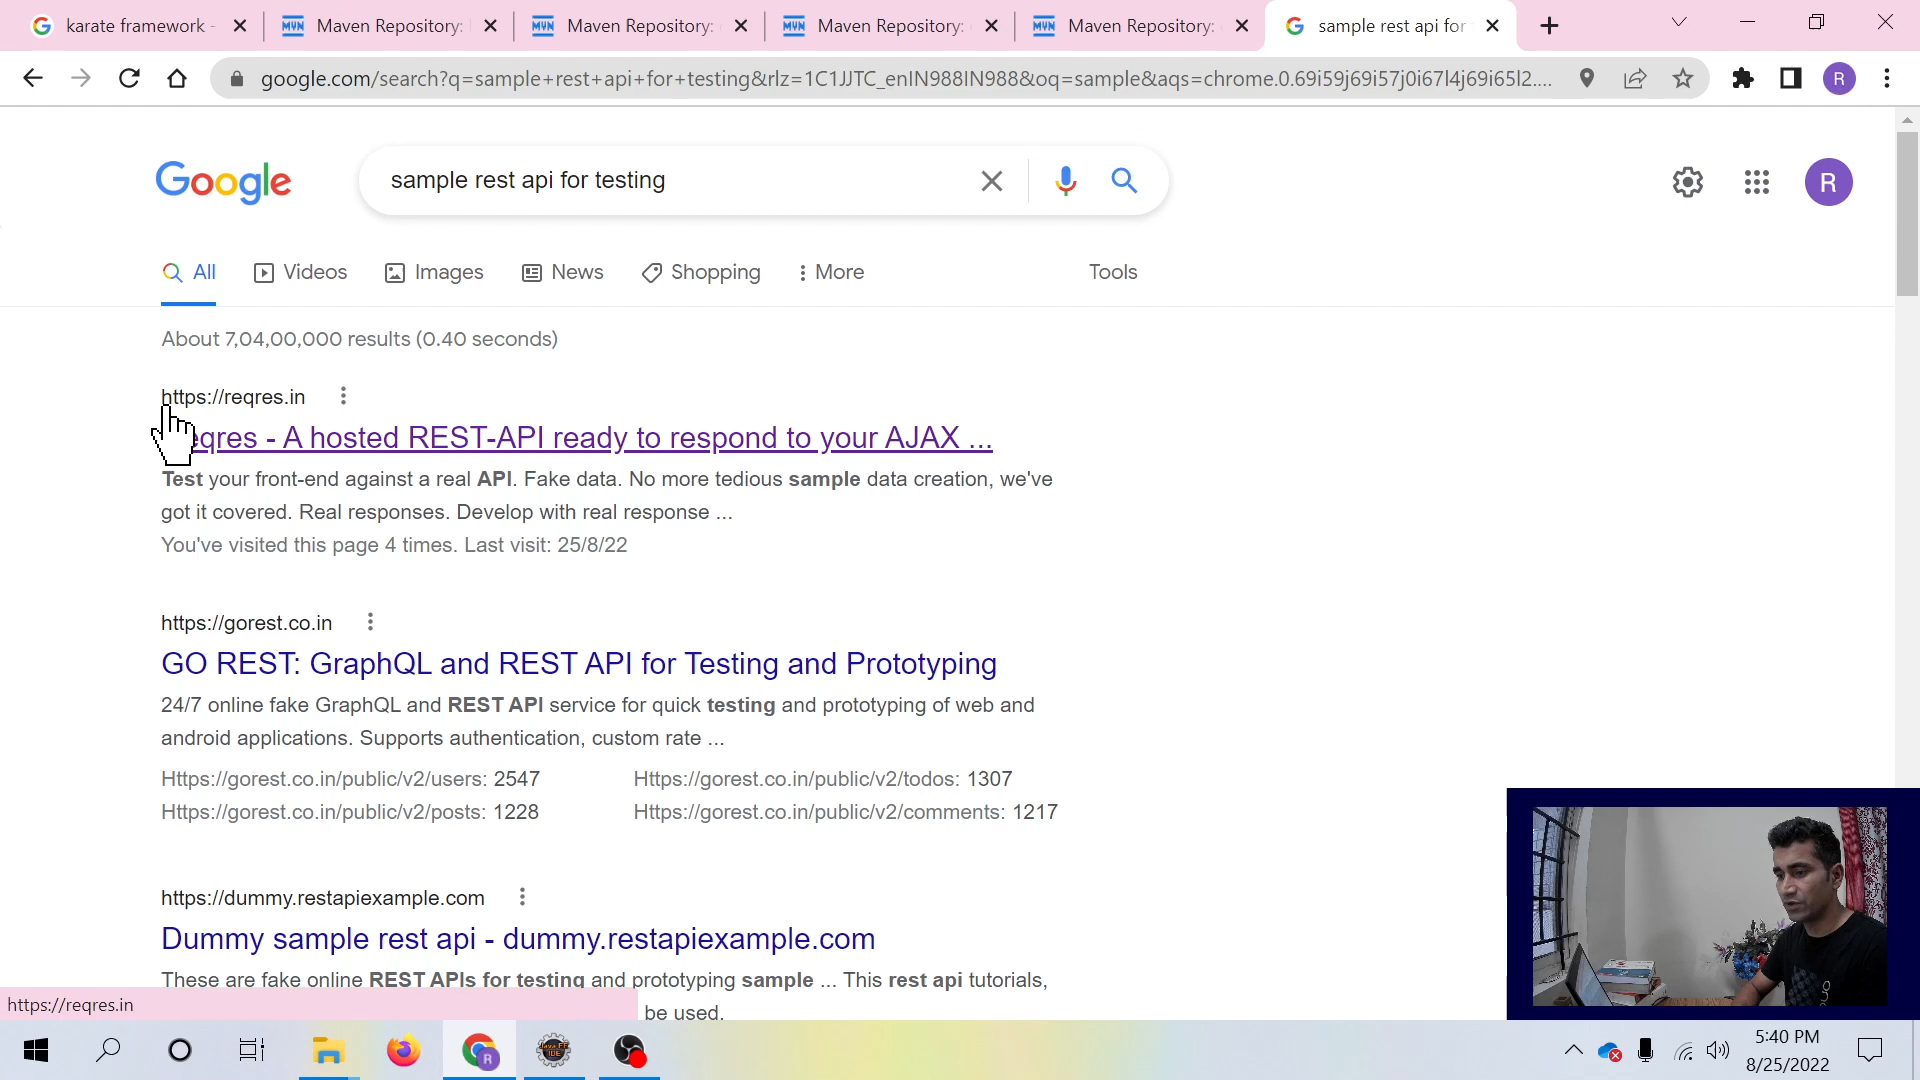 karate framework -
Maven Repository:
Maven Repository:
Maven Repository:
Maven Repository:
sample rest api for
google.com/search?q=sample+rest+api+for+testing&rlz=1C1JJTC_enIN988IN988&oq=sample&aqs=chrome.0.69i59j69i57j0i67l4j69i65l2....
R
Google
sample rest api for testing
R
All
Videos
Images
News
Shopping
More
Tools
About 7,04,00,000 results (0.40 seconds)
https://reqres.in
eqres - A hosted REST-API ready to respond to your AJAX ...
Test your front-end against a real API. Fake data. No more tedious sample data creation, we've
got it covered. Real responses. Develop with real response ...
You've visited this page 4 times. Last visit: 25/8/22
https://gorest.co.in
GO REST: GraphQL and REST API for Testing and Prototyping
24/7 online fake GraphQL and REST API service for quick testing and prototyping of web and
android applications. Supports authentication, custom rate ...
Https://gorest.co.in/public/v2/users: 2547
Https://gorest.co.in/public/v2/todos: 1307
Https://gorest.co.in/public/v2/posts: 1228
Https://gorest.co.in/public/v2/comments: 1217
https://dummy.restapiexample.com
Dummy sample rest api - dummy.restapiexample.com
These are fake online REST APIs for testing and prototyping sample ... This rest api tutorials,
be used.
https://reqres.in
5:40 PM
8/25/2022